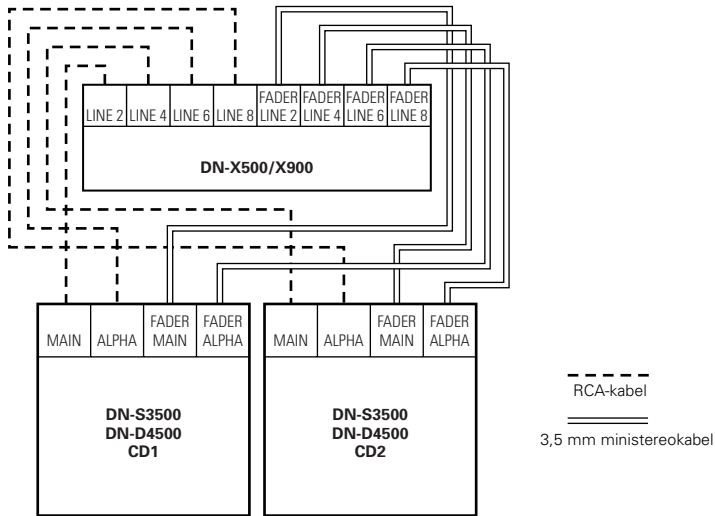 LINE 2 LINE 4 LINE 6 LINE 8 FADER LINE 2 FADER LINE 4 FADER LINE 6 FADER LINE 8
DN-X500/X900
MAIN ALPHA FADER MAIN FADER ALPHA
DN-S3500
DN-D4500
CD1
MAIN ALPHA FADER MAIN FADER ALPHA
DN-S3500
DN-D4500
CD2
RCA-kabel
3,5 mm ministereokabel